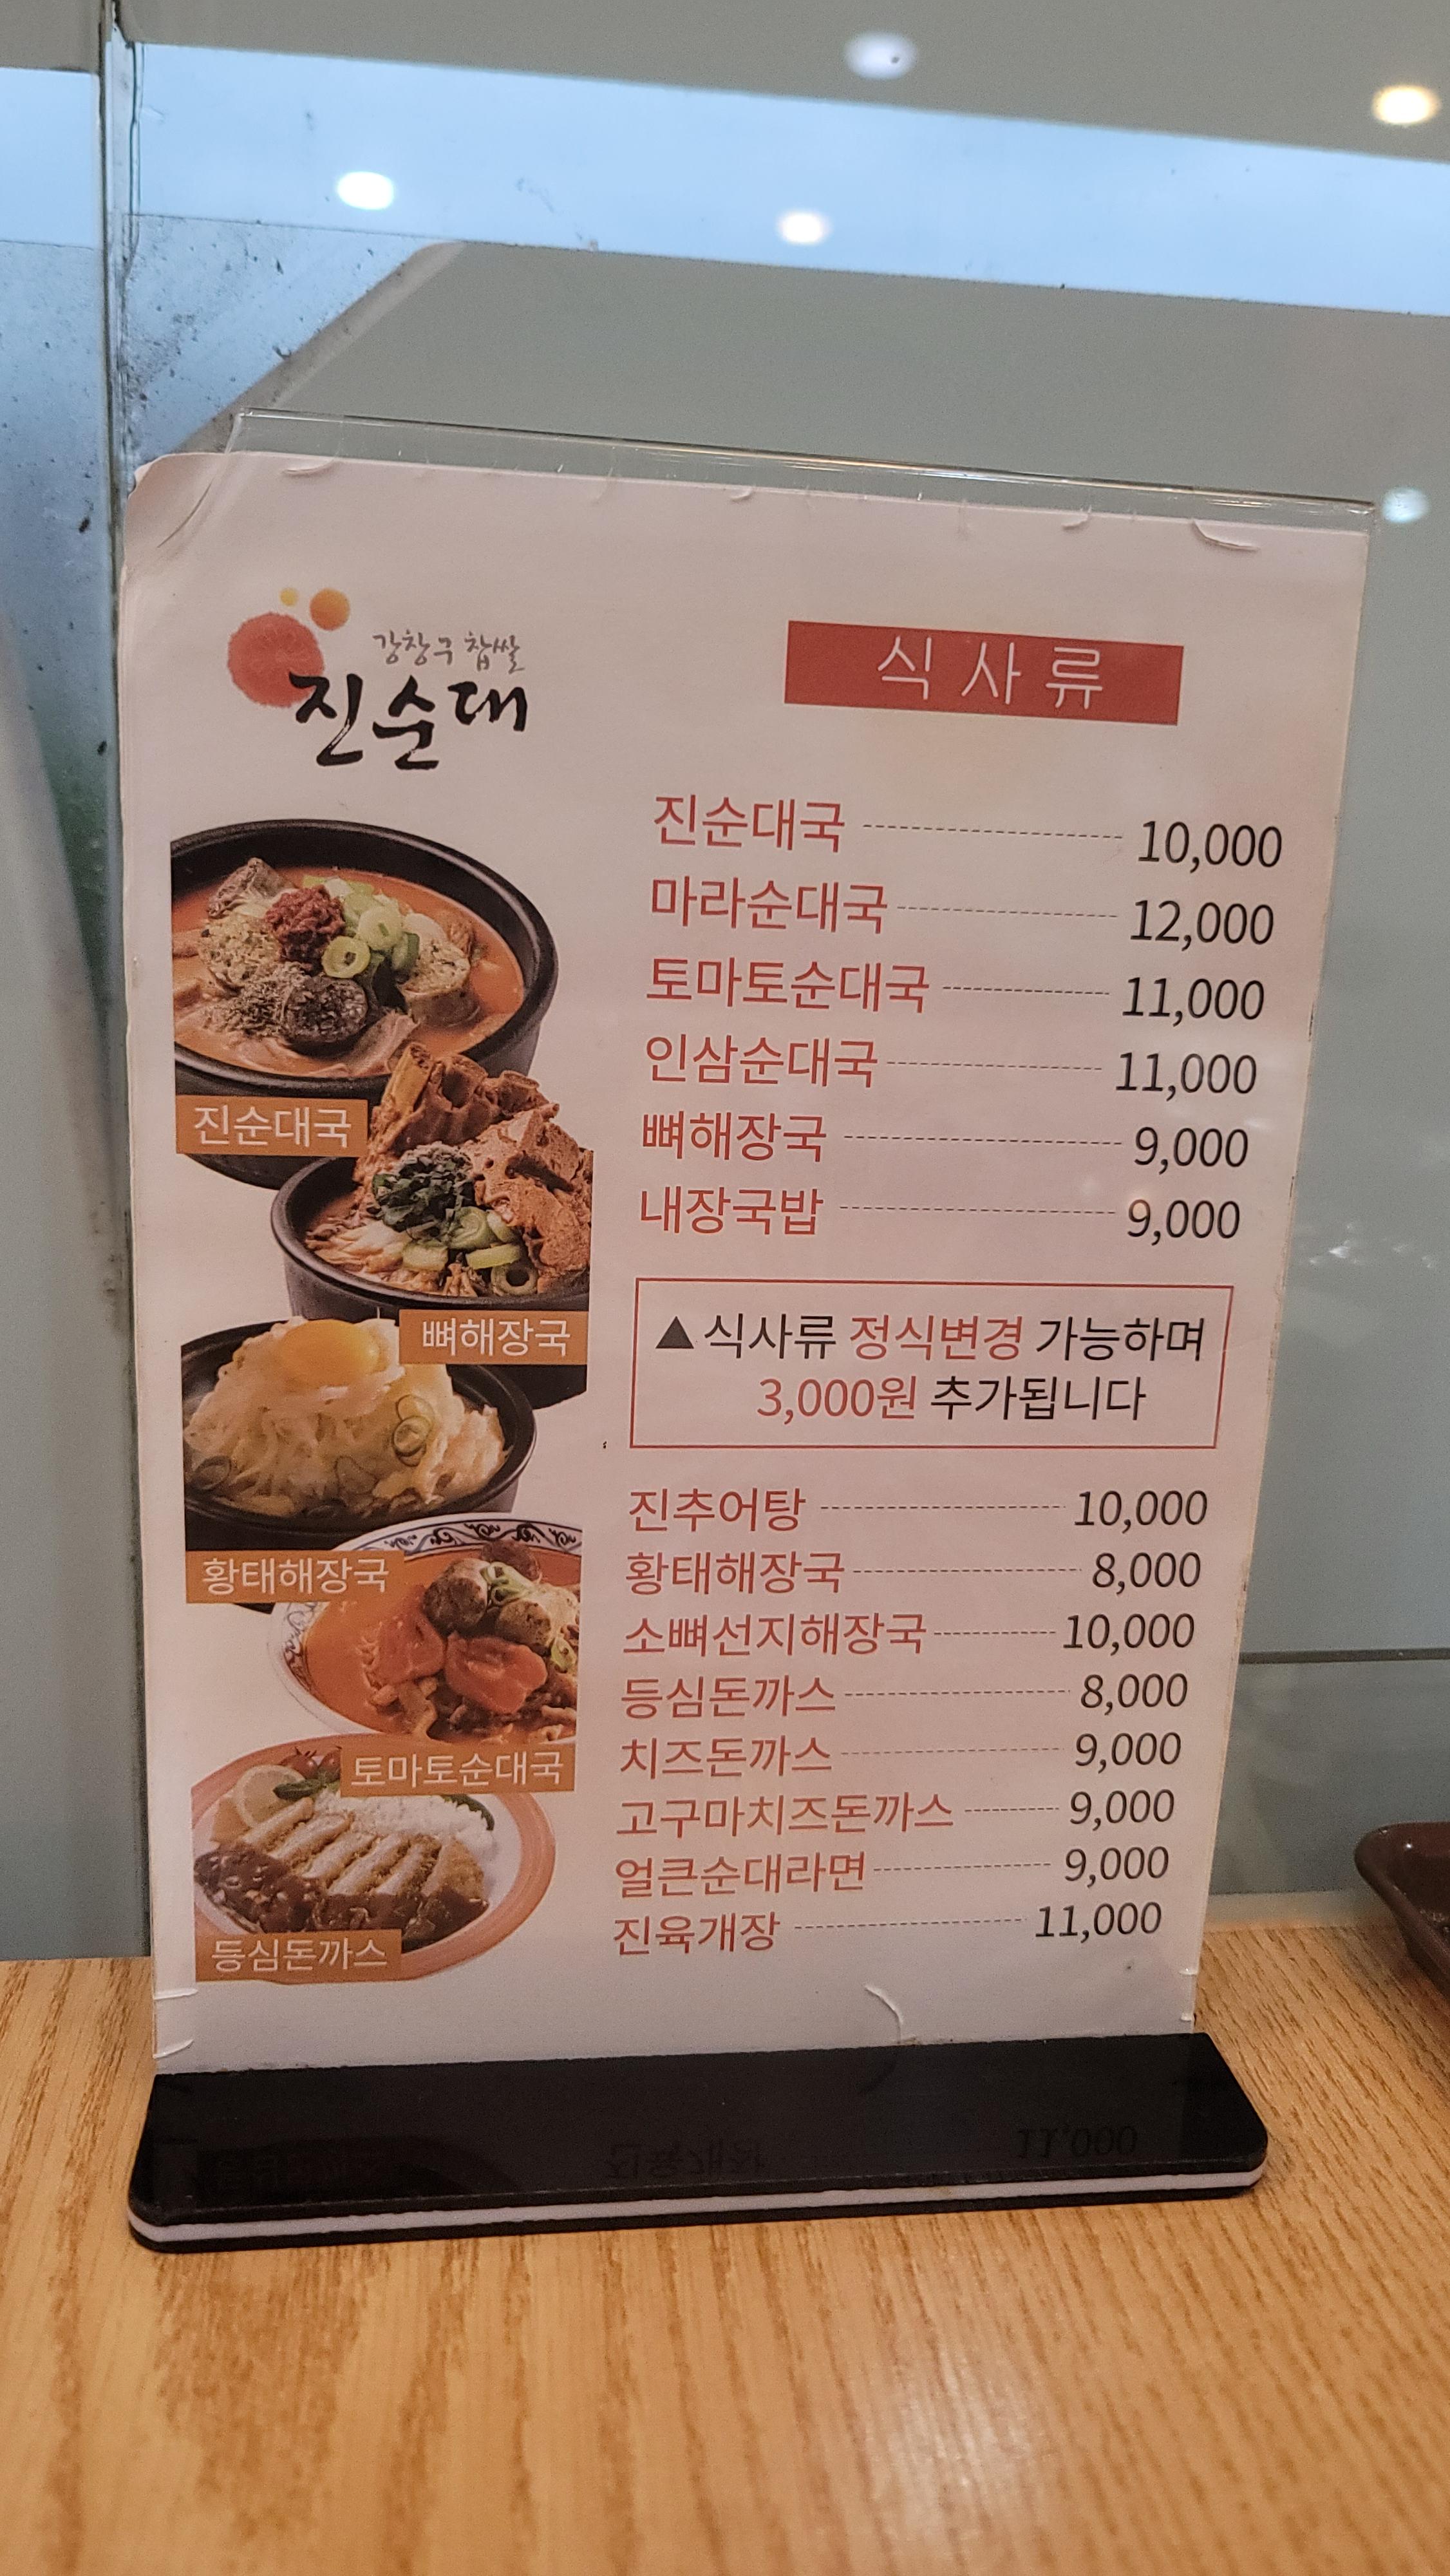 강창구 찹쌀
진순대
식사류
진순대국 10,000
마라순대국 12,000
토마토순대국 11,000
인삼순대국 11,000
뼈해장국 9,000
내장국밥 9,000
▲식사류 정식변경 가능하며
3,000원 추가됩니다
진추어탕 10,000
황태해장국 8,000
소뼈선지해장국 10,000
등심돈까스 8,000
치즈돈까스 9,000
고구마치즈돈까스 9,000
얼큰순대라면 9,000
진육개장 11,000
진순대국
뼈해장국
황태해장국
토마토순대국
등심돈까스